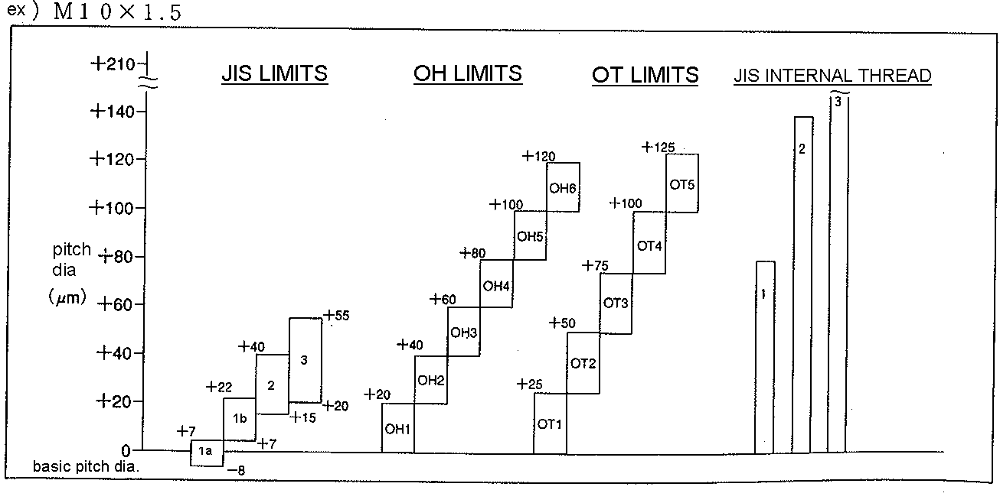 ex) M10×1.5
JIS LIMITS OH LIMITS OT LIMITS JIS INTERNAL THREAD
+210
+140
+120
+100
+80
+60
+40
+20
0
pitch
dia
(μm)
basic pitch dia.
+7
1a
−8
+22
1b
+7
+40
2
+15
+55
3
+20
+20
OH1
+40
OH2
+60
OH3
+80
OH4
+100
OH5
+120
OH6
+25
OT1
+50
OT2
+75
OT3
+100
OT4
+125
OT5
1
2
3